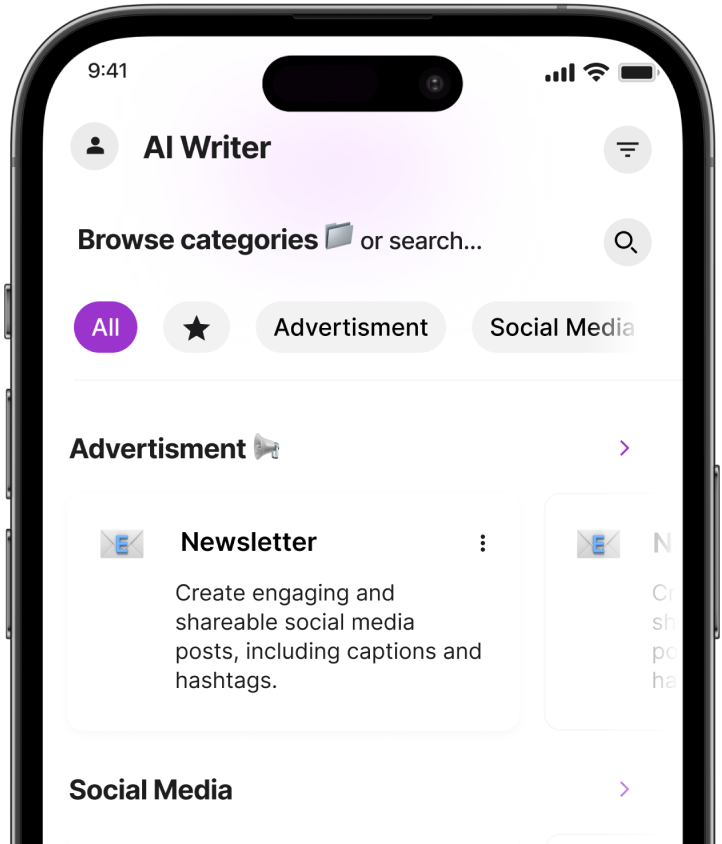 9:41
AI Writer
Browse categories 📁 or search...
All
★
Advertisment
Social Media
Advertisment 📢
📧 Newsletter
Create engaging and
shareable social media
posts, including captions and
hashtags.
N
Cr
sh
po
ha
Social Media